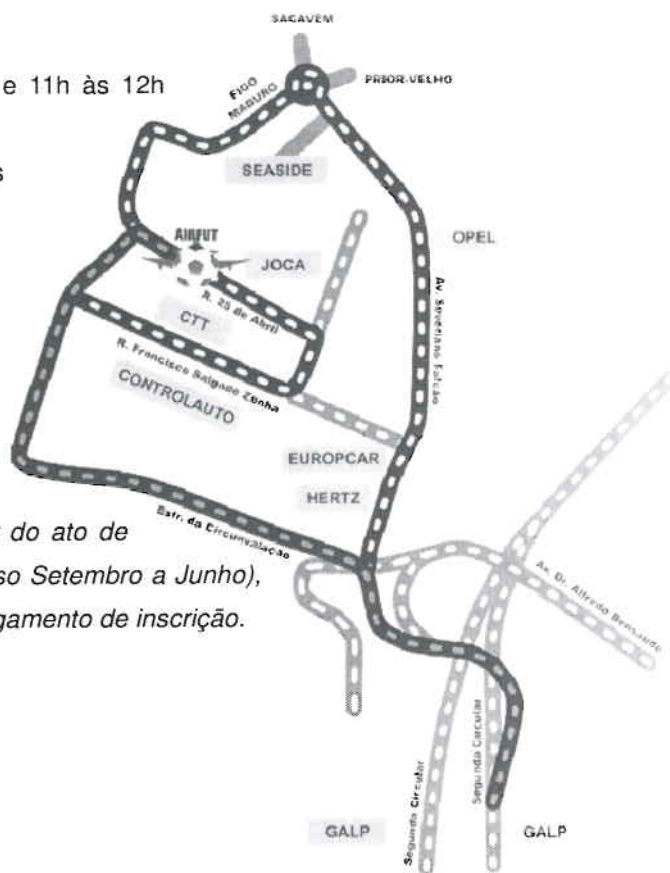 SACAVÉM
e 11h às 12h
PRIOR-VELHO
FIGO
MADURO
s
SEASIDE
OPEL
AIRFUT
JOCA
R. 25 de Abril
CTT
Av. Severiano Falcão
R. Francisco Salgado Zenha
CONTROLAUTO
EUROPCAR
HERTZ
Estr. da Circunvalação
do ato de
so Setembro a Junho),
gamento de inscrição.
Av. Dr. Alfredo Bensaude
Segunda Circular
Segunda Circular
GALP
GALP